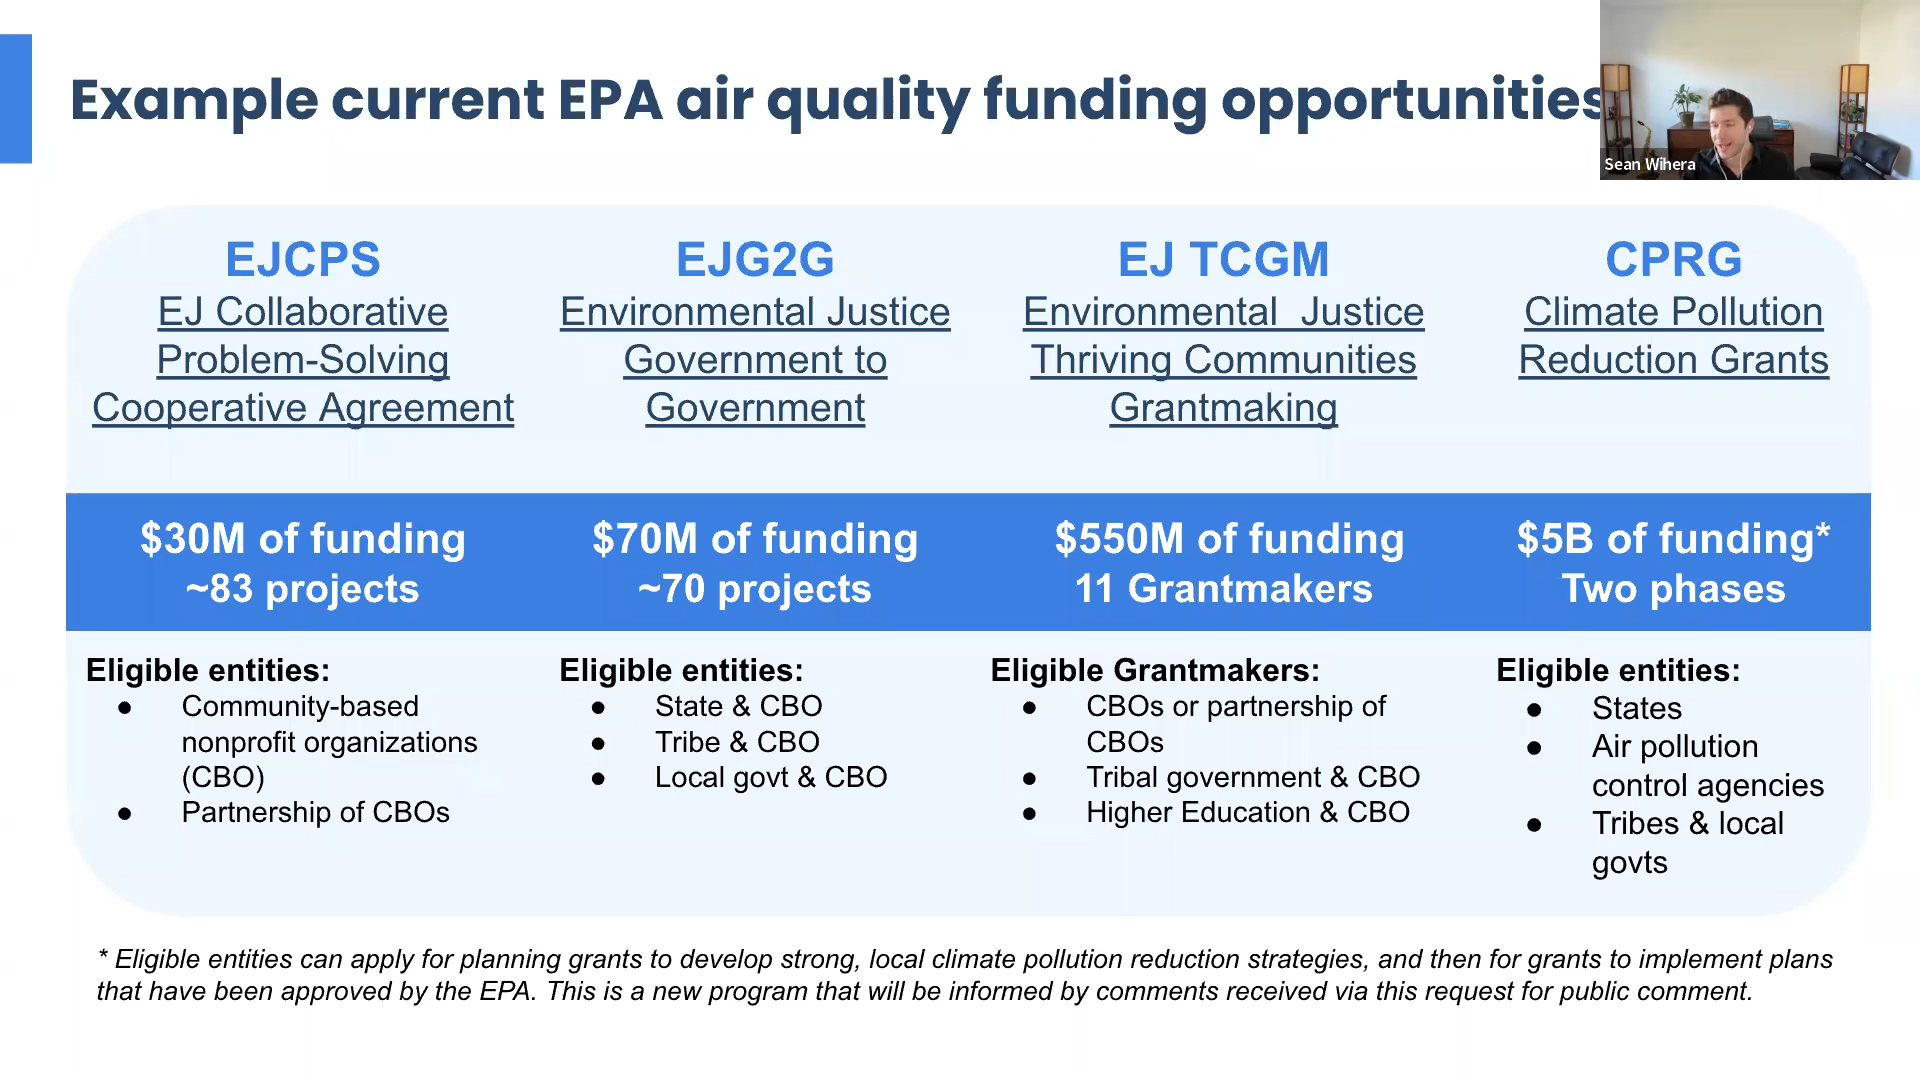 Example current EPA air quality funding opportunities
Sean Wihera
EJCPS
EJ Collaborative
Problem-Solving
Cooperative Agreement
$30M of funding
~83 projects
Eligible entities:
● Community-based
nonprofit organizations
(CBO)
● Partnership of CBOs
EJG2G
Environmental Justice
Government to
Government
$70M of funding
~70 projects
Eligible entities:
● State & CBO
● Tribe & CBO
● Local govt & CBO
EJ TCGM
Environmental  Justice
Thriving Communities
Grantmaking
$550M of funding
11 Grantmakers
Eligible Grantmakers:
● CBOs or partnership of
CBOs
● Tribal government & CBO
● Higher Education & CBO
CPRG
Climate Pollution
Reduction Grants
$5B of funding*
Two phases
Eligible entities:
● States
● Air pollution
control agencies
● Tribes & local
govts
* Eligible entities can apply for planning grants to develop strong, local climate pollution reduction strategies, and then for grants to implement plans
that have been approved by the EPA. This is a new program that will be informed by comments received via this request for public comment.